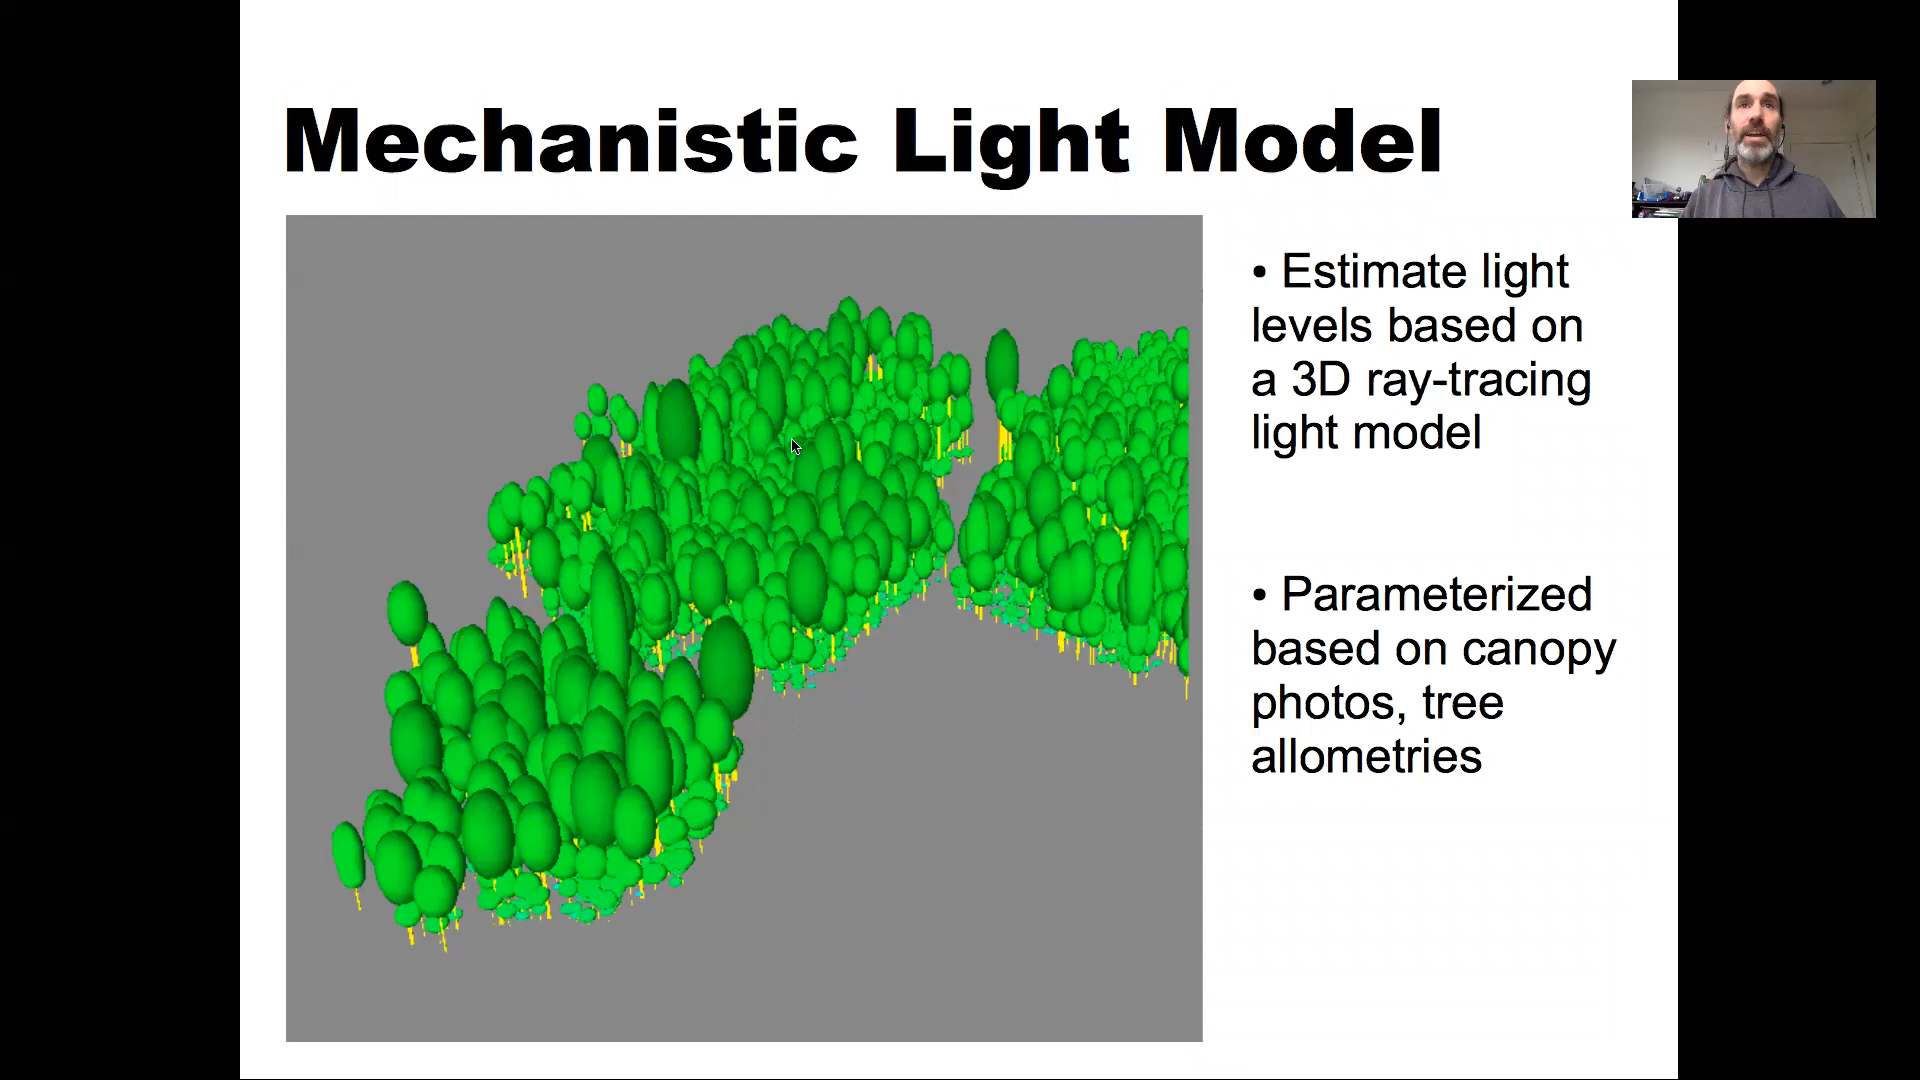 Mechanistic Light Model
• Estimate light
levels based on
a 3D ray-tracing
light model
• Parameterized
based on canopy
photos, tree
allometries